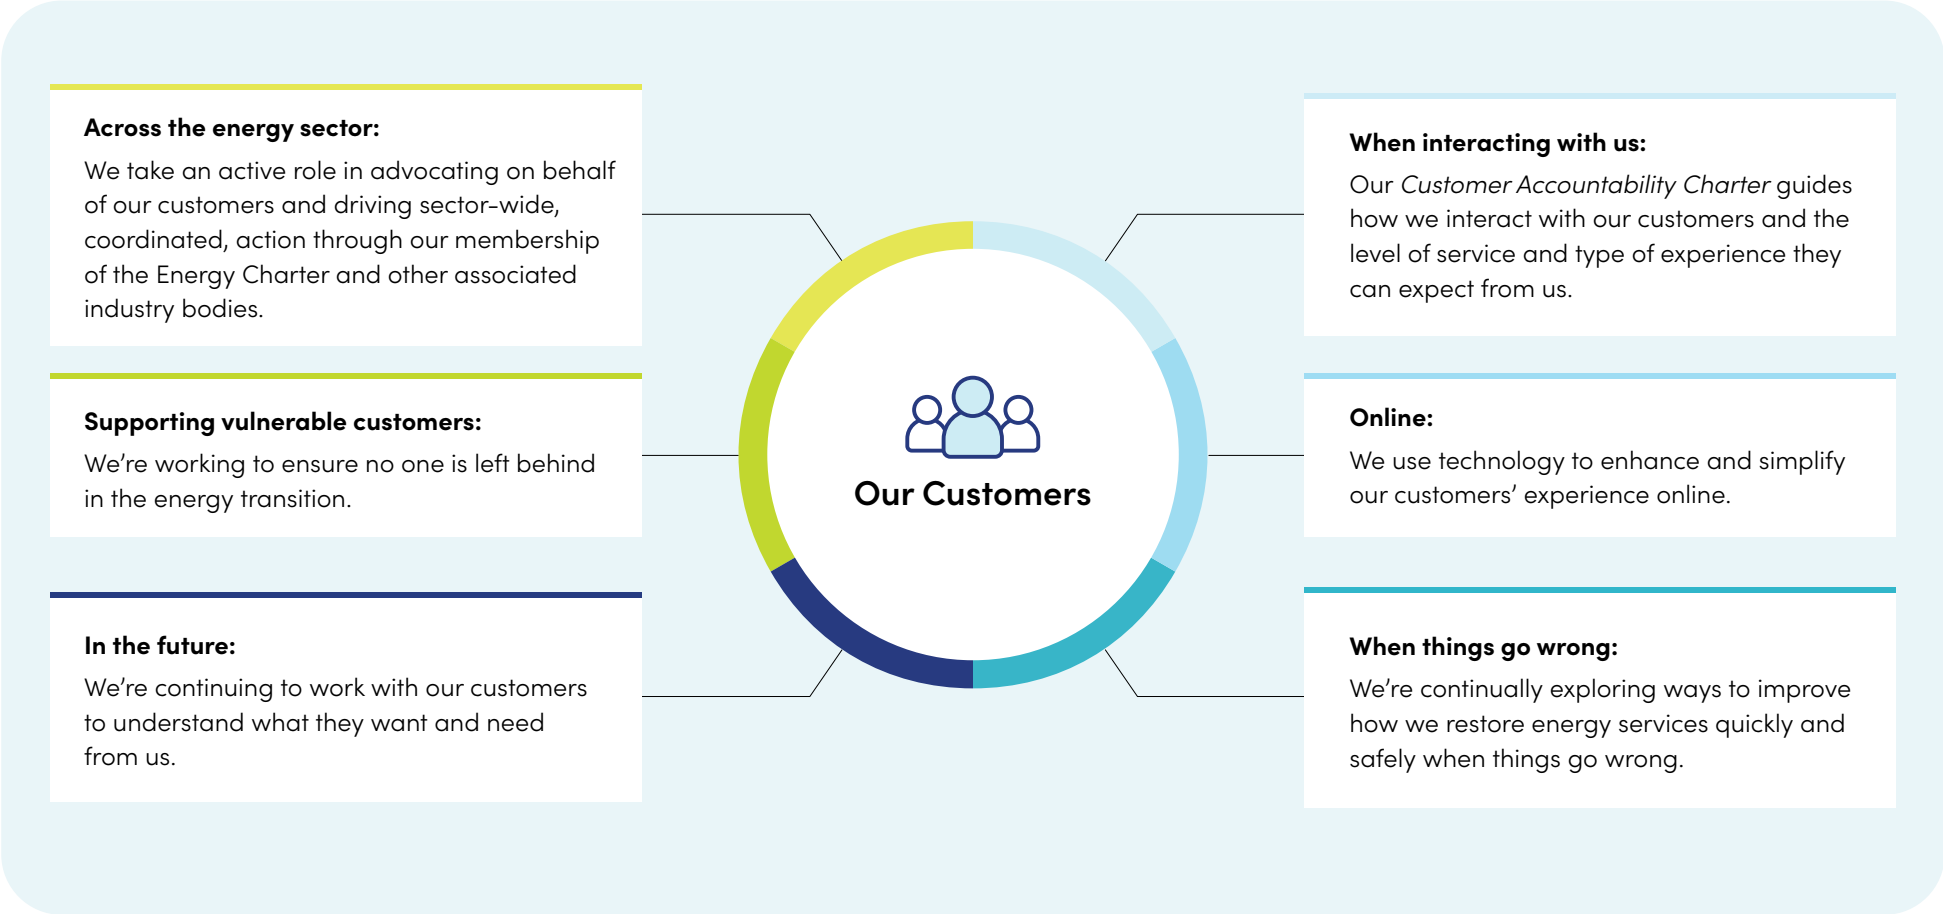 Across the energy sector:
We take an active role in advocating on behalf
of our customers and driving sector-wide,
coordinated, action through our membership
of the Energy Charter and other associated
industry bodies.
Supporting vulnerable customers:
We’re working to ensure no one is left behind
in the energy transition.
In the future:
We’re continuing to work with our customers
to understand what they want and need
from us.
Our Customers
When interacting with us:
Our Customer Accountability Charter guides
how we interact with our customers and the
level of service and type of experience they
can expect from us.
Online:
We use technology to enhance and simplify
our customers’ experience online.
When things go wrong:
We’re continually exploring ways to improve
how we restore energy services quickly and
safely when things go wrong.